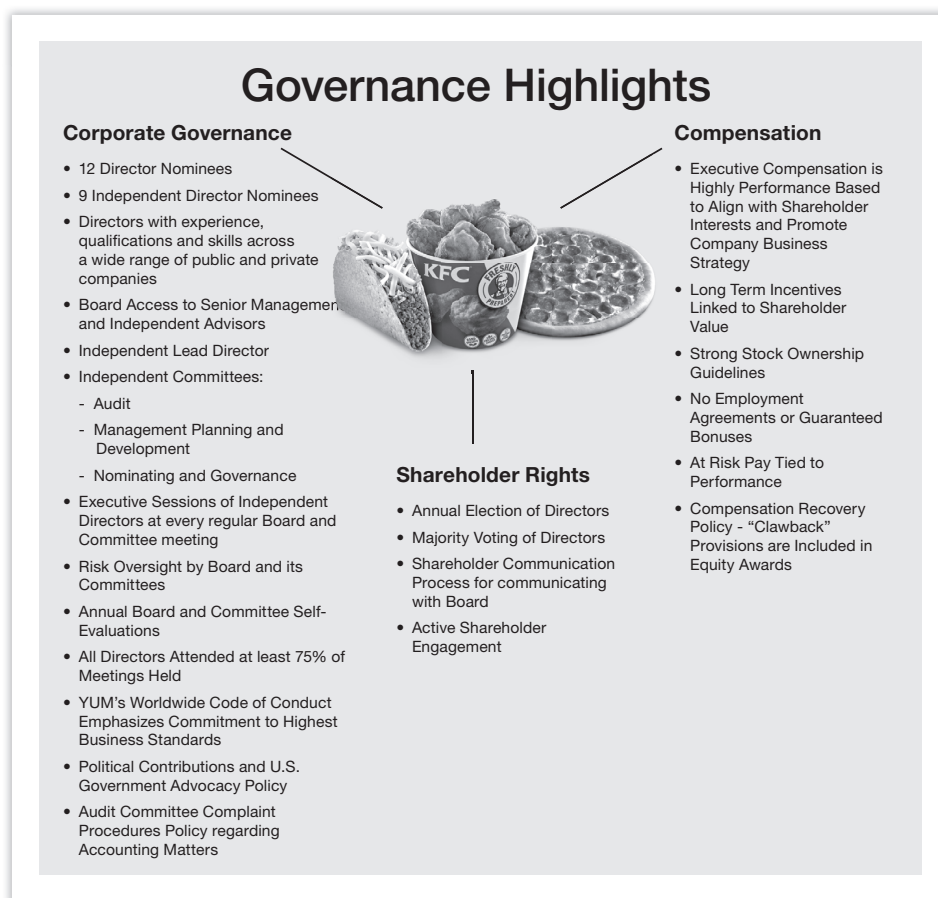 Governance Highlights
Corporate Governance
• 12 Director Nominees
• 9 Independent Director Nominees
• Directors with experience,
qualifications and skills across
a wide range of public and private
companies
• Board Access to Senior Managemen
and Independent Advisors
• Independent Lead Director
• Independent Committees:
- Audit
- Management Planning and
Development
- Nominating and Governance
• Executive Sessions of Independent
Directors at every regular Board and
Committee meeting
• Risk Oversight by Board and its
Committees
• Annual Board and Committee Self-
Evaluations
• All Directors Attended at least 75% of
Meetings Held
• YUM’s Worldwide Code of Conduct
Emphasizes Commitment to Highest
Business Standards
• Political Contributions and U.S.
Government Advocacy Policy
• Audit Committee Complaint
Procedures Policy regarding
Accounting Matters
KFC
FRESHLY
PREPARED
Shareholder Rights
• Annual Election of Directors
• Majority Voting of Directors
• Shareholder Communication
Process for communicating
with Board
• Active Shareholder
Engagement
Compensation
• Executive Compensation is
Highly Performance Based
to Align with Shareholder
Interests and Promote
Company Business
Strategy
• Long Term Incentives
Linked to Shareholder
Value
• Strong Stock Ownership
Guidelines
• No Employment
Agreements or Guaranteed
Bonuses
• At Risk Pay Tied to
Performance
• Compensation Recovery
Policy - “Clawback”
Provisions are Included in
Equity Awards